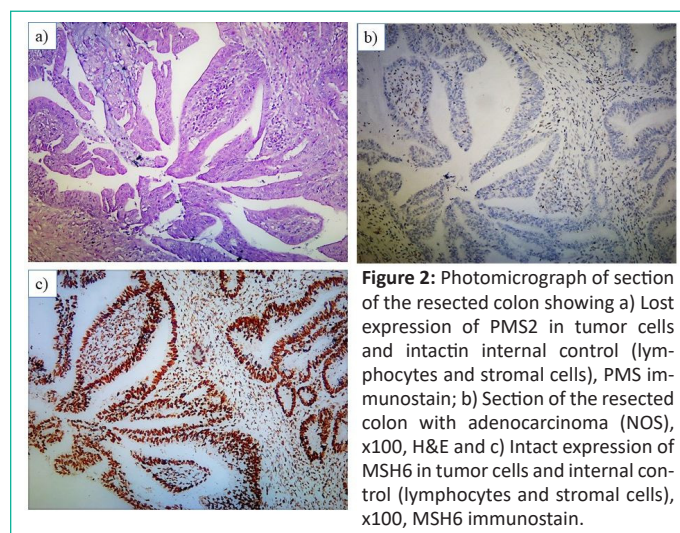 a)
b)
c)
Figure 2: Photomicrograph of section
of the resected colon showing a) Lost
expression of PMS2 in tumor cells
and intactin internal control (lym-
phocytes and stromal cells), PMS im-
munostain; b) Section of the resected
colon with adenocarcinoma (NOS),
x100, H&E and c) Intact expression of
MSH6 in tumor cells and internal con-
trol (lymphocytes and stromal cells),
x100, MSH6 immunostain.